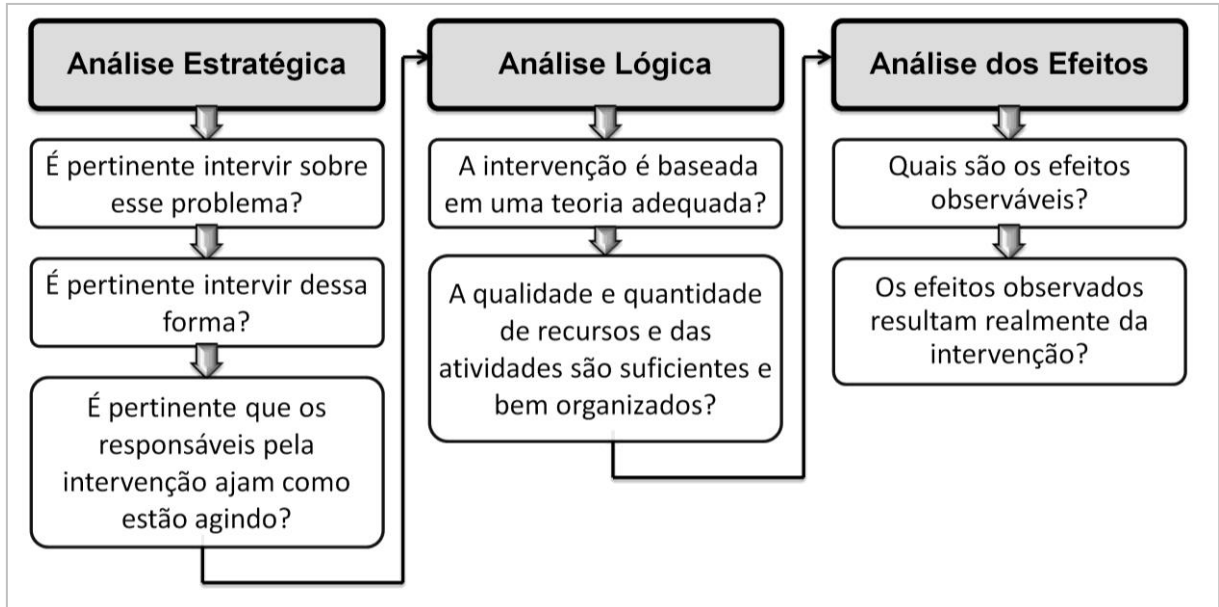 Análise Estratégica
É pertinente intervir sobre
esse problema?
É pertinente intervir dessa
forma?
É pertinente que os
responsáveis pela
intervenção ajam como
estão agindo?
Análise Lógica
A intervenção é baseada
em uma teoria adequada?
A qualidade e quantidade
de recursos e das
atividades são suficientes e
bem organizados?
Análise dos Efeitos
Quais são os efeitos
observáveis?
Os efeitos observados
resultam realmente da
intervenção?